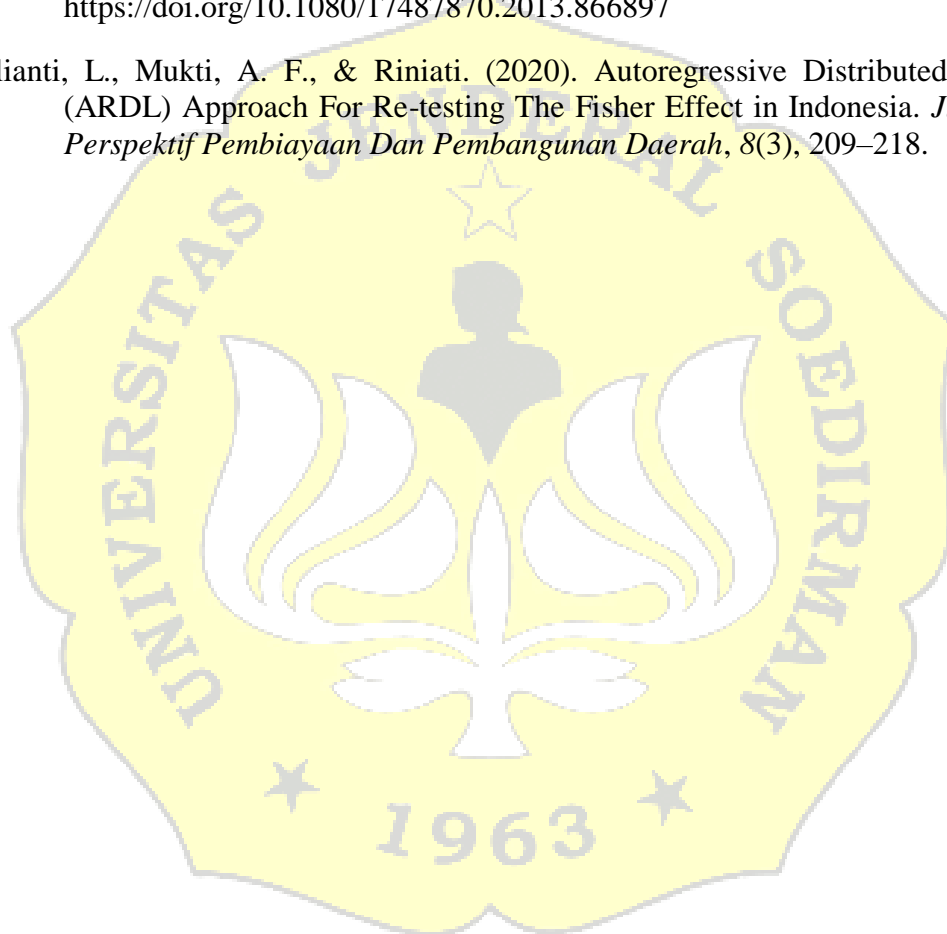 https://doi.org/10.1080/17487870.2013.866897
lianti, L., Mukti, A. F., & Riniati. (2020). Autoregressive Distributed
(ARDL) Approach For Re-testing The Fisher Effect in Indonesia. J.
Perspektif Pembiayaan Dan Pembangunan Daerah, 8(3), 209–218.
UNIVERSITAS JENDERAL SOEDIRMAN
1963